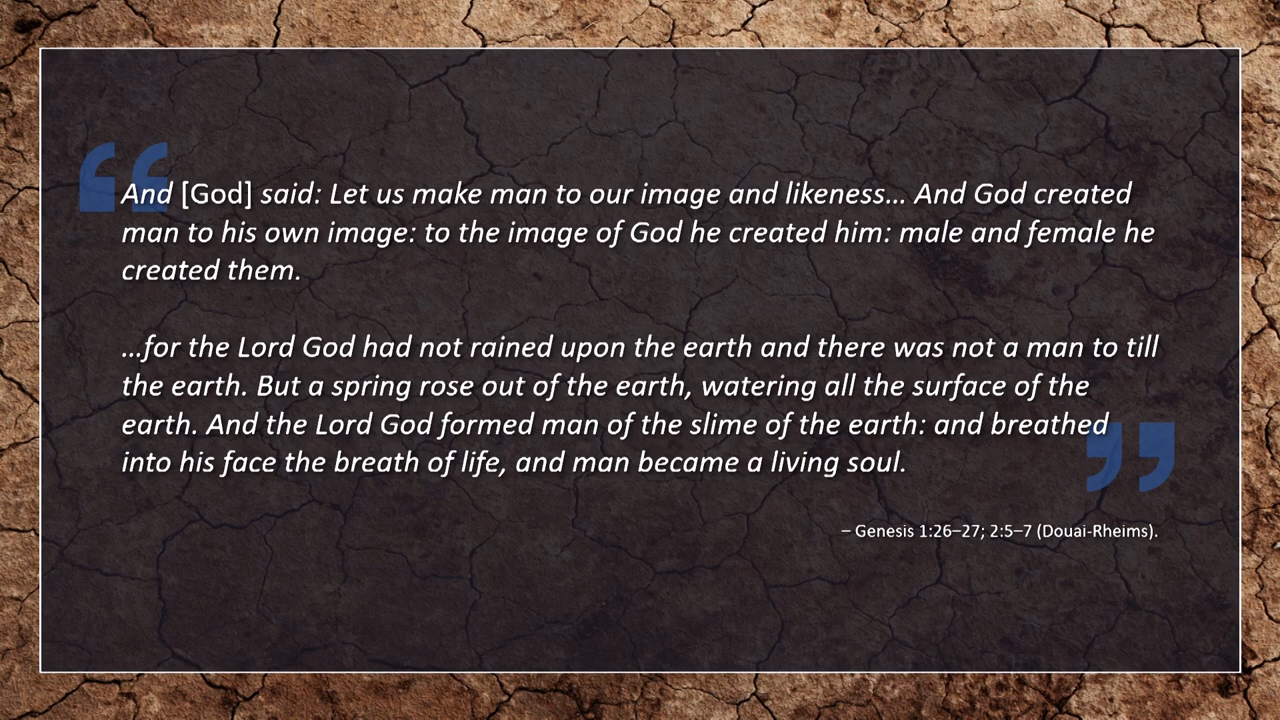 “
And [God] said: Let us make man to our image and likeness... And God created
man to his own image: to the image of God he created him: male and female he
created them.
...for the Lord God had not rained upon the earth and there was not a man to till
the earth. But a spring rose out of the earth, watering all the surface of the
earth. And the Lord God formed man of the slime of the earth: and breathed
into his face the breath of life, and man became a living soul.
”
– Genesis 1:26–27; 2:5–7 (Douai-Rheims).